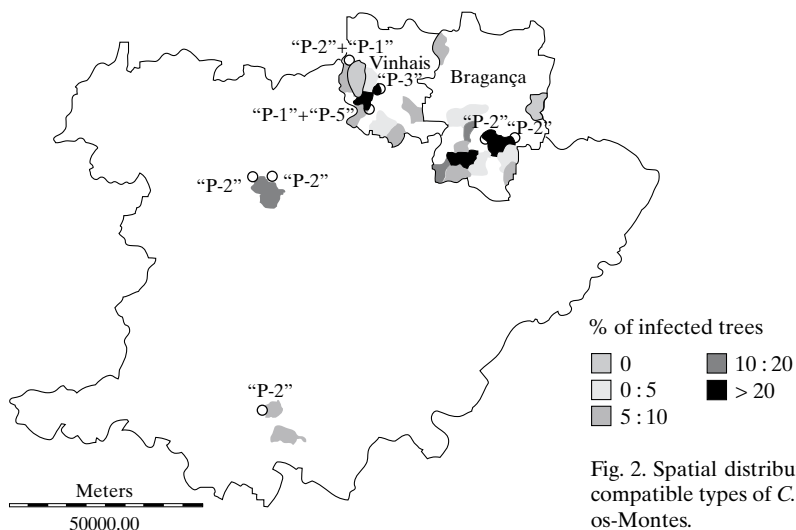 “P-2”+“P-1”
Vinhais
“P-3”
Bragança
“P-1”+“P-5”
“P-2” “P-2”
“P-2” “P-2”
“P-2”
% of infected trees
0 10 : 20
0 : 5 > 20
5 : 10
Meters
50000.00
Fig. 2. Spatial distribu
compatible types of C.
os-Montes.